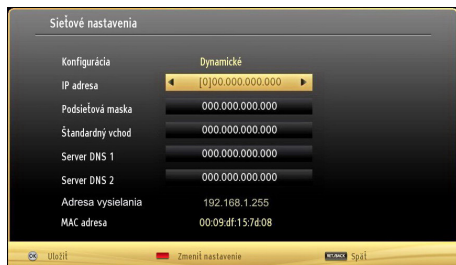 Sieťové nastavenia
Konfigurácia Dynamické
IP adresa [0]00.000.000.000
Podsieťová maska 000.000.000.000
Štandardný vchod 000.000.000.000
Server DNS 1 000.000.000.000
Server DNS 2 000.000.000.000
Adresa vysielania 192.168.1.255
MAC adresa 00:09:df:15:7d:08
OK Uložiť Zmeniť nastavenie RET./BACK Späť